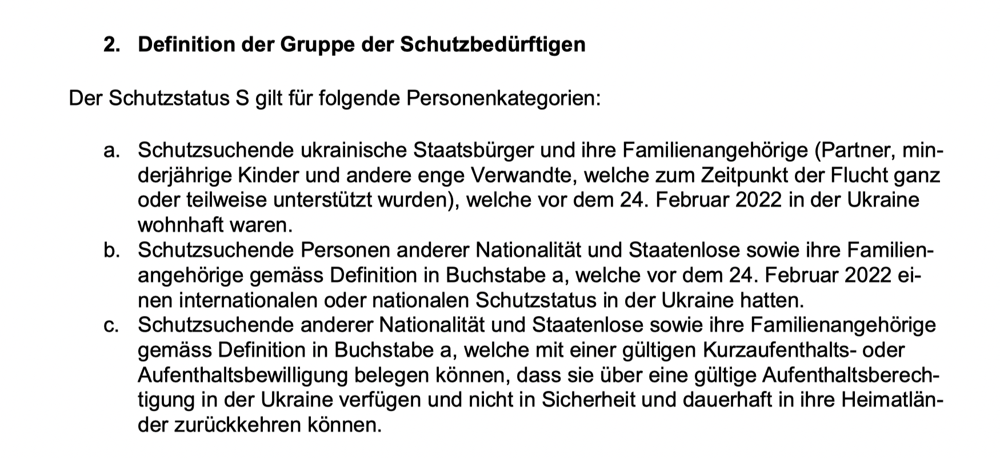 2. Definition der Gruppe der Schutzbedürftigen
Der Schutzstatus S gilt für folgende Personenkategorien:
a. Schutzsuchende ukrainische Staatsbürger und ihre Familienangehörige (Partner, min-
derjährige Kinder und andere enge Verwandte, welche zum Zeitpunkt der Flucht ganz
oder teilweise unterstützt wurden), welche vor dem 24. Februar 2022 in der Ukraine
wohnhaft waren.
b. Schutzsuchende Personen anderer Nationalität und Staatenlose sowie ihre Familien-
angehörige gemäss Definition in Buchstabe a, welche vor dem 24. Februar 2022 ei-
nen internationalen oder nationalen Schutzstatus in der Ukraine hatten.
c. Schutzsuchende anderer Nationalität und Staatenlose sowie ihre Familienangehörige
gemäss Definition in Buchstabe a, welche mit einer gültigen Kurzaufenthalts- oder
Aufenthaltsbewilligung belegen können, dass sie über eine gültige Aufenthaltsberech-
tigung in der Ukraine verfügen und nicht in Sicherheit und dauerhaft in ihre Heimatlän-
der zurückkehren können.